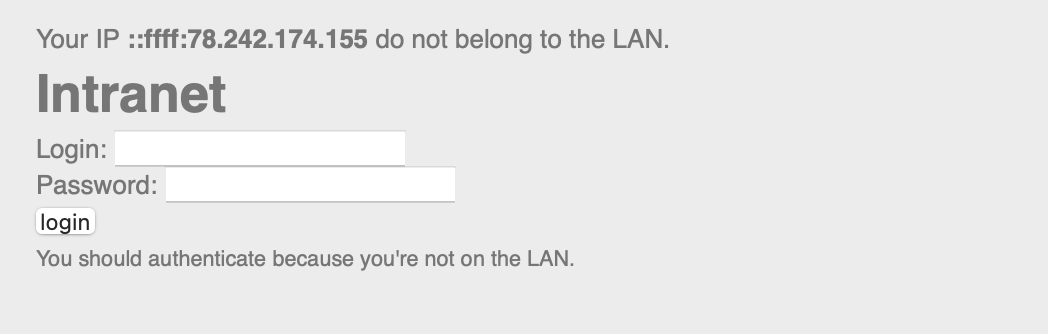 Your IP ::ffff:78.242.174.155 do not belong to the LAN.
Intranet
Login:
Password:
login
You should authenticate because you're not on the LAN.